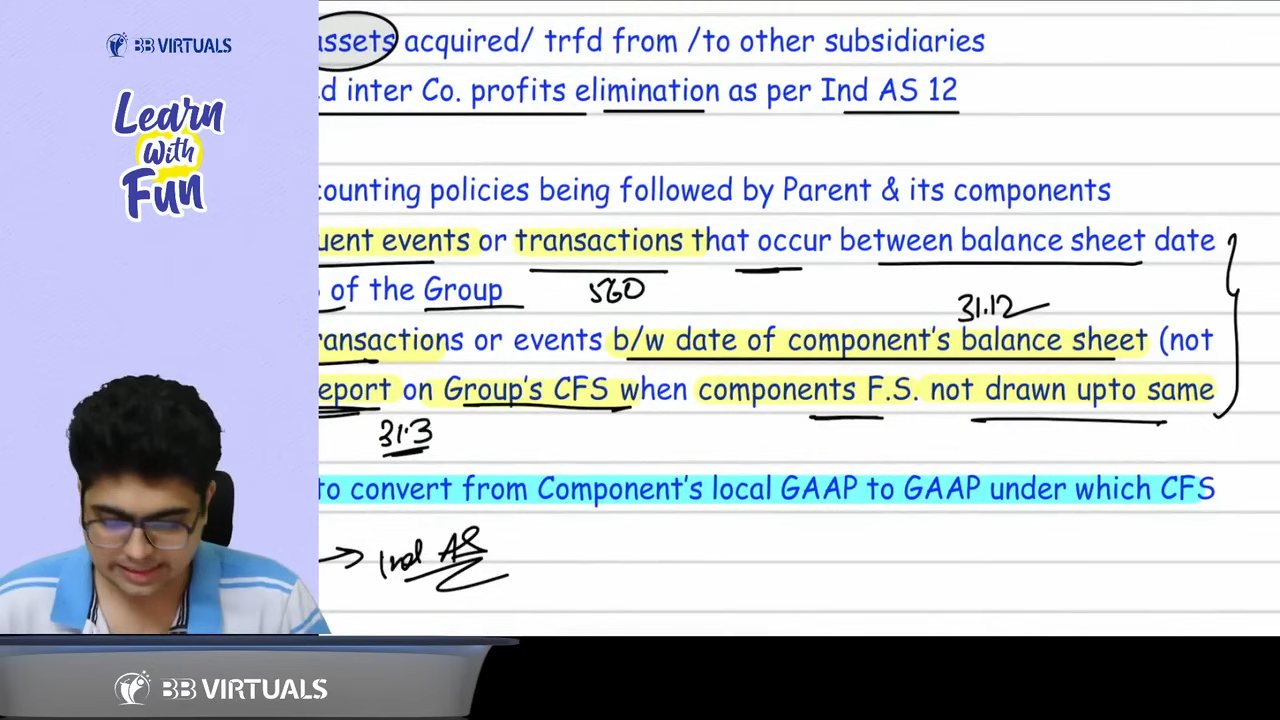 BB VIRTUALS
Learn
With
Fun
assets acquired/ trfd from /to other subsidiaries
d inter Co. profits elimination as per Ind AS 12
counting policies being followed by Parent & its components
uent events or transactions that occur between balance sheet date
of the Group
560
31.12
ransactions or events b/w date of component's balance sheet (not
eport on Group's CFS when components F.S. not drawn upto same
31.3
to convert from Component's local GAAP to GAAP under which CFS
→ Ind AS
BB VIRTUALS